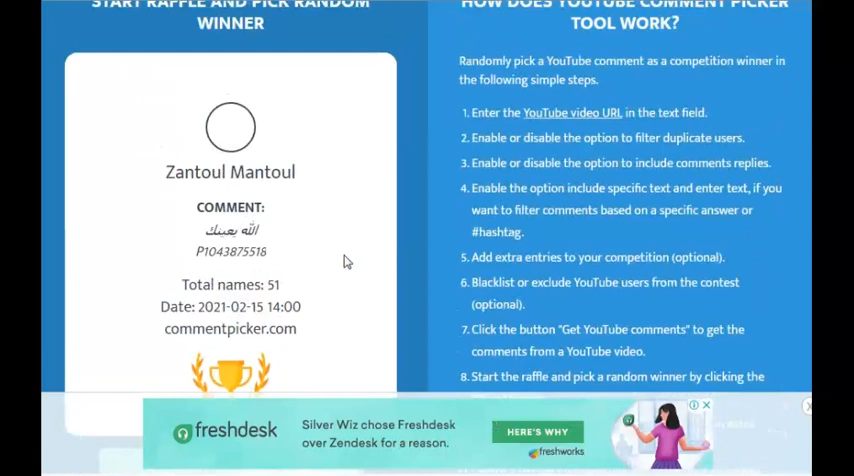 START RAFFLE AND PICK RANDOM
WINNER
Zantoul Mantoul
COMMENT:
الله يعينك
P1043875518
Total names: 51
Date: 2021-02-15 14:00
commentpicker.com
HOW DOES YOUTUBE COMMENT PICKER
TOOL WORK?
Randomly pick a YouTube comment as a competition winner in
the following simple steps.
1. Enter the YouTube video URL in the text field.
2. Enable or disable the option to filter duplicate users.
3. Enable or disable the option to include comments replies.
4. Enable the option include specific text and enter text, if you
want to filter comments based on a specific answer or
#hashtag.
5. Add extra entries to your competition (optional).
6. Blacklist or exclude YouTube users from the contest
(optional).
7. Click the button "Get YouTube comments" to get the
comments from a YouTube video.
8. Start the raffle and pick a random winner by clicking the
freshdesk
Silver Wiz chose Freshdesk
over Zendesk for a reason.
HERE'S WHY
freshworks